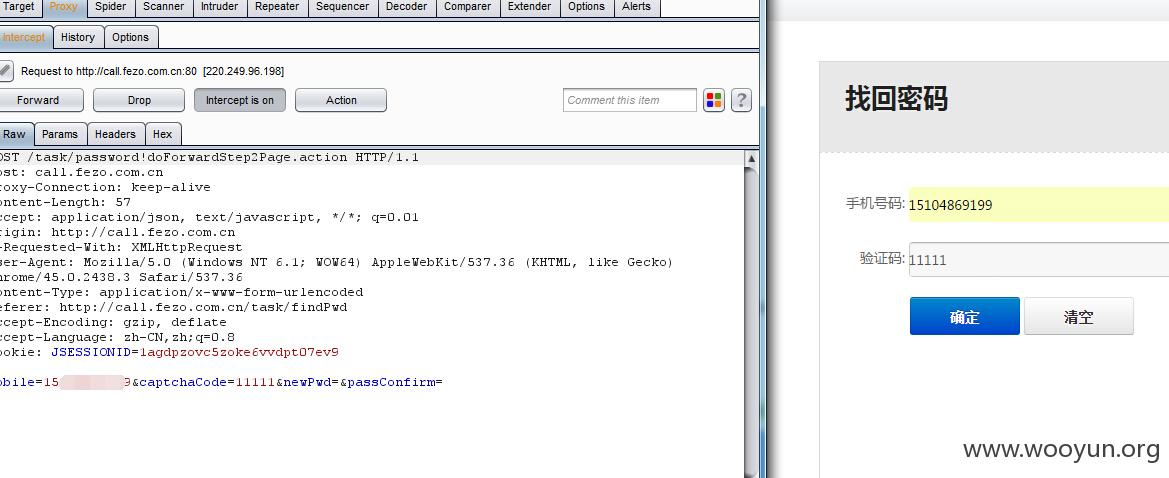 Target Proxy Spider Scanner Intruder Repeater Sequencer Decoder Comparer Extender Options Alerts
Intercept History Options
Request to http://call.fezo.com.cn:80 [220.249.96.198]
Forward Drop Intercept is on Action Comment this item ?
Raw Params Headers Hex
OST /task/password!doForwardStep2Page.action HTTP/1.1
ost: call.fezo.com.cn
roxy-Connection: keep-alive
ontent-Length: 57
ccept: application/json, text/javascript, */*; q=0.01
rigin: http://call.fezo.com.cn
-Requested-With: XMLHttpRequest
ser-Agent: Mozilla/5.0 (Windows NT 6.1; WOW64) AppleWebKit/537.36 (KHTML, like Gecko)
hrome/45.0.2438.3 Safari/537.36
ontent-Type: application/x-www-form-urlencoded
eferer: http://call.fezo.com.cn/task/findPwd
ccept-Encoding: gzip, deflate
ccept-Language: zh-CN,zh;q=0.8
ookie: JSESSIONID=1agdpzovc5zoke6vvdpt07ev9
obile=15 9&captchaCode=11111&newPwd=&passConfirm=
找回密码
手机号码: 15104869199
验证码: 11111
确定 清空
www.wooyun.org